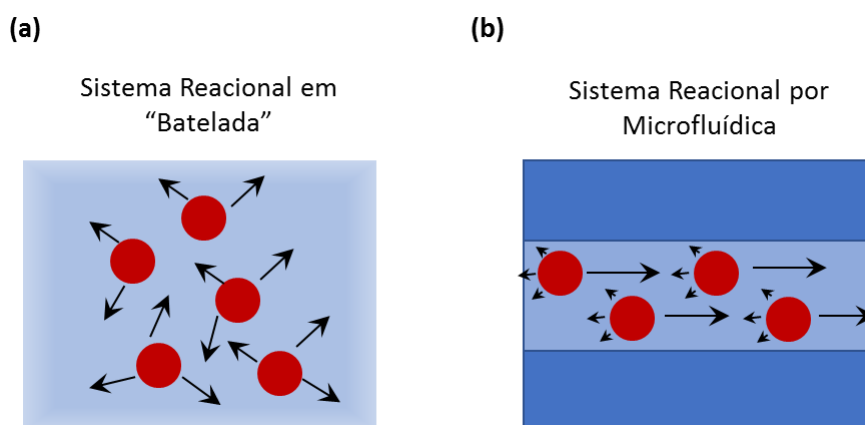 (a)
Sistema Reacional em
“Batelada”
(b)
Sistema Reacional por
Microfluídica